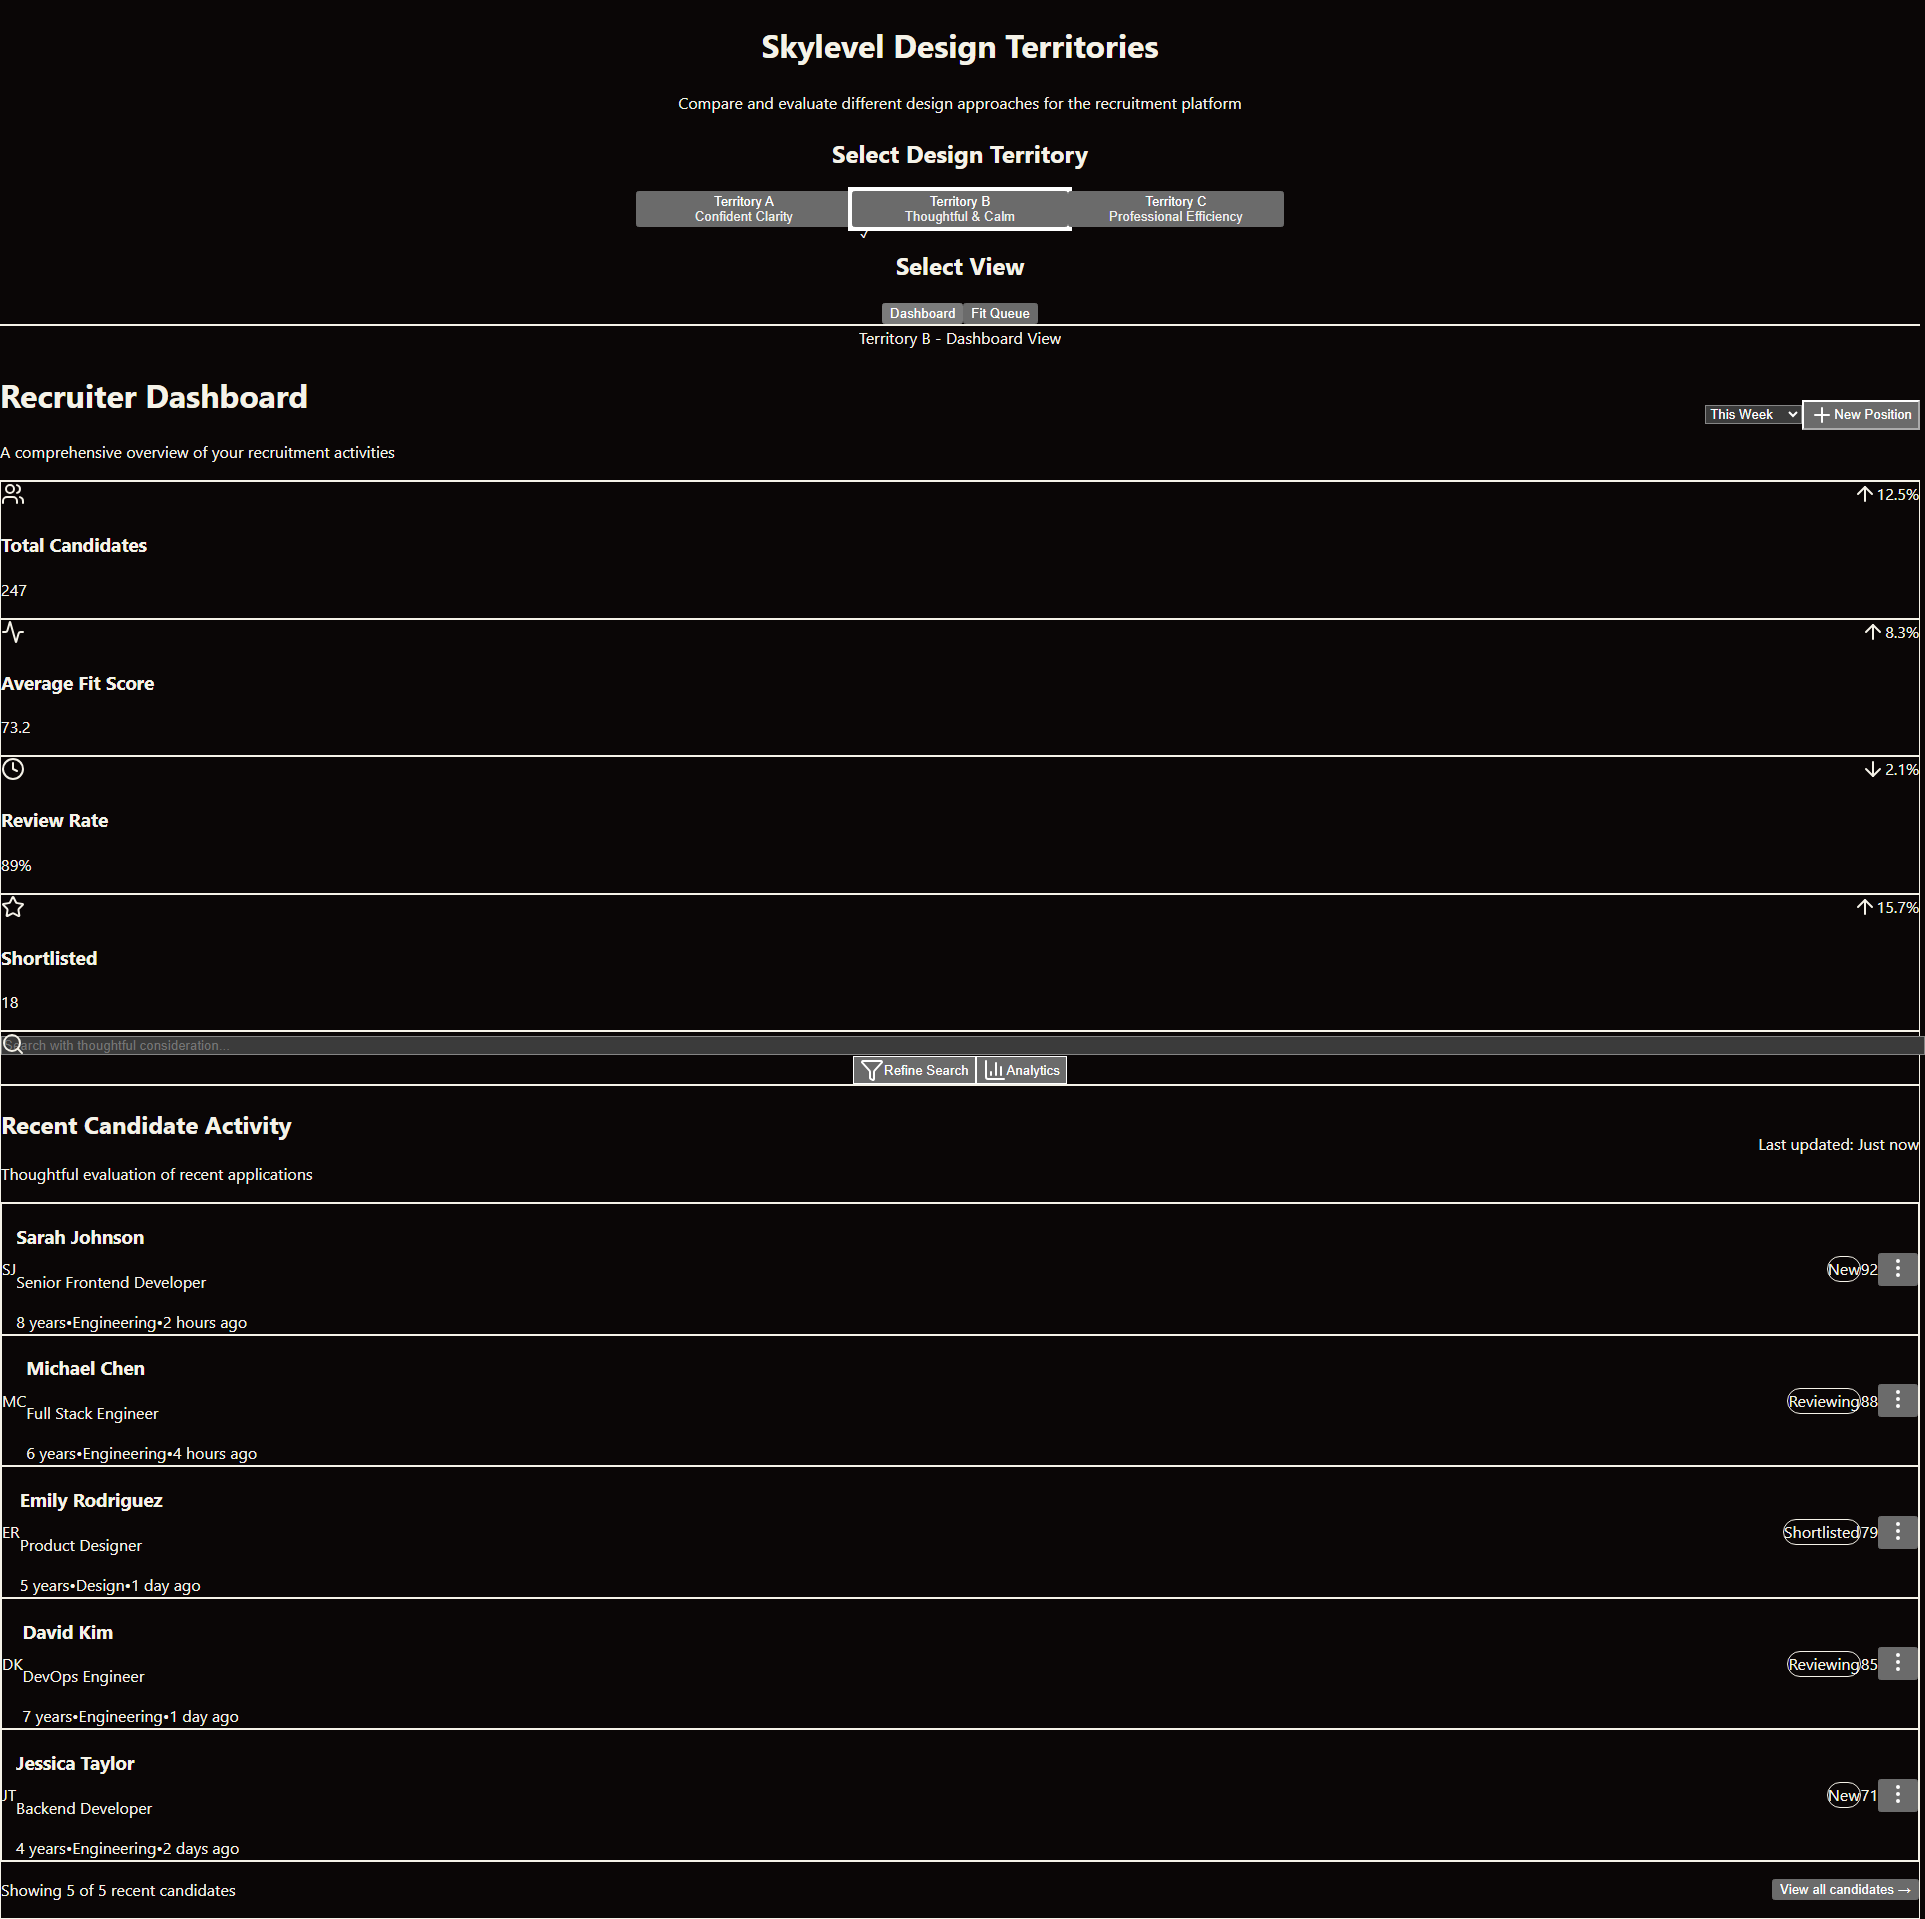 Skylevel Design Territories
Compare and evaluate different design approaches for the recruitment platform
Select Design Territory
Territory A
Confident Clarity
Territory B
Thoughtful & Calm
Territory C
Professional Efficiency
✓
Select View
Dashboard
Fit Queue
Territory B - Dashboard View
Recruiter Dashboard
This Week
New Position
A comprehensive overview of your recruitment activities
12.5%
Total Candidates
247
8.3%
Average Fit Score
73.2
2.1%
Review Rate
89%
15.7%
Shortlisted
18
Search with thoughtful consideration...
Refine Search
Analytics
Recent Candidate Activity
Last updated: Just now
Thoughtful evaluation of recent applications
SJ
Sarah Johnson
Senior Frontend Developer
8 years•Engineering•2 hours ago
New
92
MC
Michael Chen
Full Stack Engineer
6 years•Engineering•4 hours ago
Reviewing
88
ER
Emily Rodriguez
Product Designer
5 years•Design•1 day ago
Shortlisted
79
DK
David Kim
DevOps Engineer
7 years•Engineering•1 day ago
Reviewing
85
JT
Jessica Taylor
Backend Developer
4 years•Engineering•2 days ago
New
71
Showing 5 of 5 recent candidates
View all candidates →